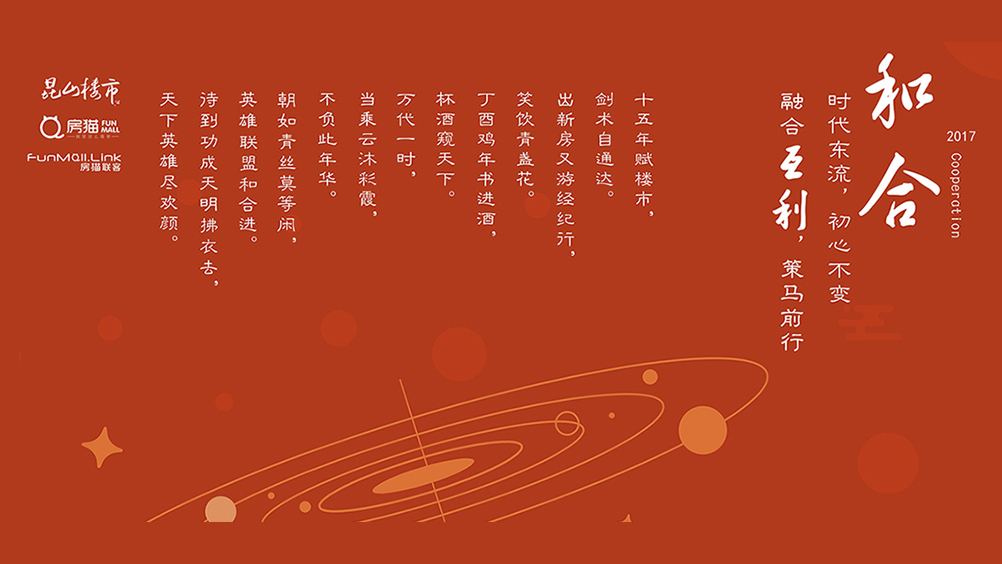 和合
2017
Cooperation
时代东流，初心不变
融合互利，策马前行
十五年赋楼市，
剑术自通达。
出新房又游经纪行，
笑饮青盏花。
丁酉鸡年书进酒，
杯酒窥天下。
万代一时，
当乘云沐彩霞，
不负此年华。
朝如青丝莫等闲，
英雄联盟和合进。
待到功成天明拂衣去，
天下英雄尽欢颜。
昆山楼市
房猫 FUN MALL
FunMall.Link
房猫联客